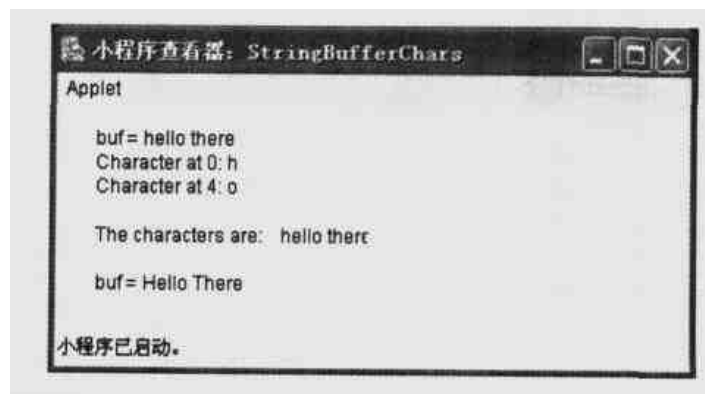 小程序查看器: StringBufferChars
Applet
buf= hello there
Character at 0: h
Character at 4: o
The characters are: hello there
buf= Hello There
小程序已启动。